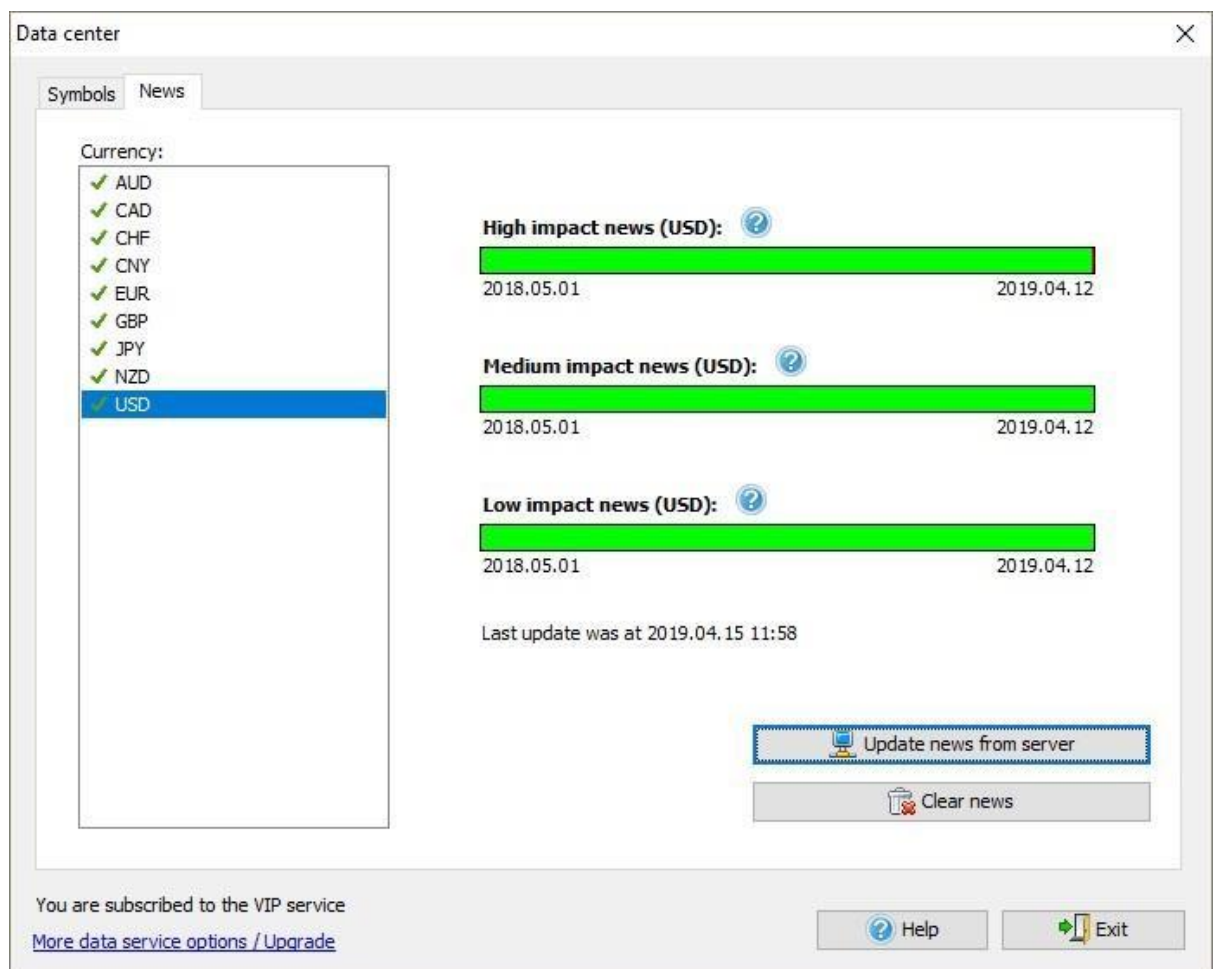 Data center
Symbols News
Currency:
AUD
CAD
CHF
CNY
EUR
GBP
JPY
NZD
USD
High impact news (USD):
2018.05.01 2019.04.12
Medium impact news (USD):
2018.05.01 2019.04.12
Low impact news (USD):
2018.05.01 2019.04.12
Last update was at 2019.04.15 11:58
Update news from server
Clear news
You are subscribed to the VIP service
More data service options / Upgrade
Help
Exit